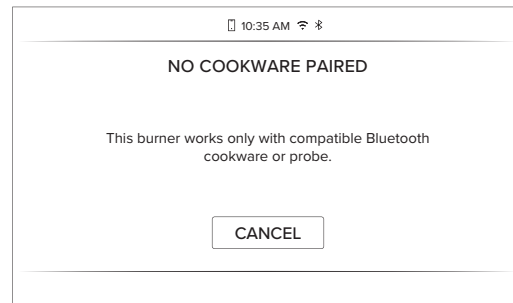 10:35 AM
NO COOKWARE PAIRED
This burner works only with compatible Bluetooth
cookware or probe.
CANCEL